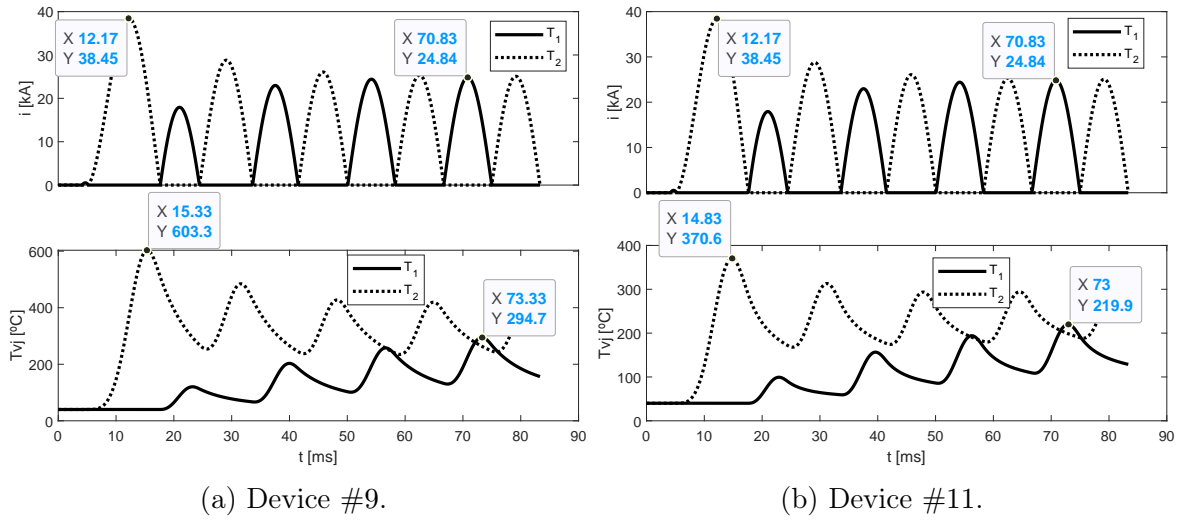 40
30
20
10
0
i [kA]
X 12.17
Y 38.45
X 70.83
Y 24.84
T1
T2
600
400
200
0
Tvj [ºC]
X 15.33
Y 603.3
T1
T2
X 73.33
Y 294.7
0 10 20 30 40 50 60 70 80 90
t [ms]
(a) Device #9.
40
30
20
10
0
i [kA]
X 12.17
Y 38.45
X 70.83
Y 24.84
T1
T2
400
300
200
100
0
Tvj [ºC]
X 14.83
Y 370.6
T1
T2
X 73
Y 219.9
0 10 20 30 40 50 60 70 80 90
t [ms]
(b) Device #11.